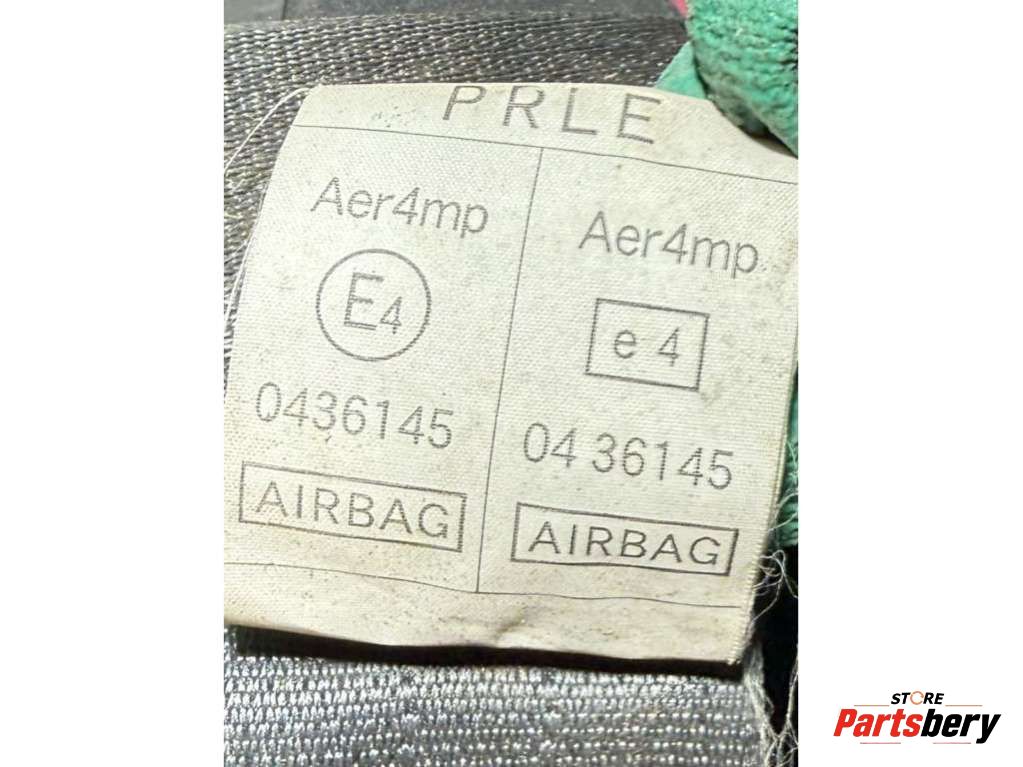 PRLE
Aer4mp
E4
0436145
AIRBAG
Aer4mp
e 4
04 36145
AIRBAG
STORE
Partsbery